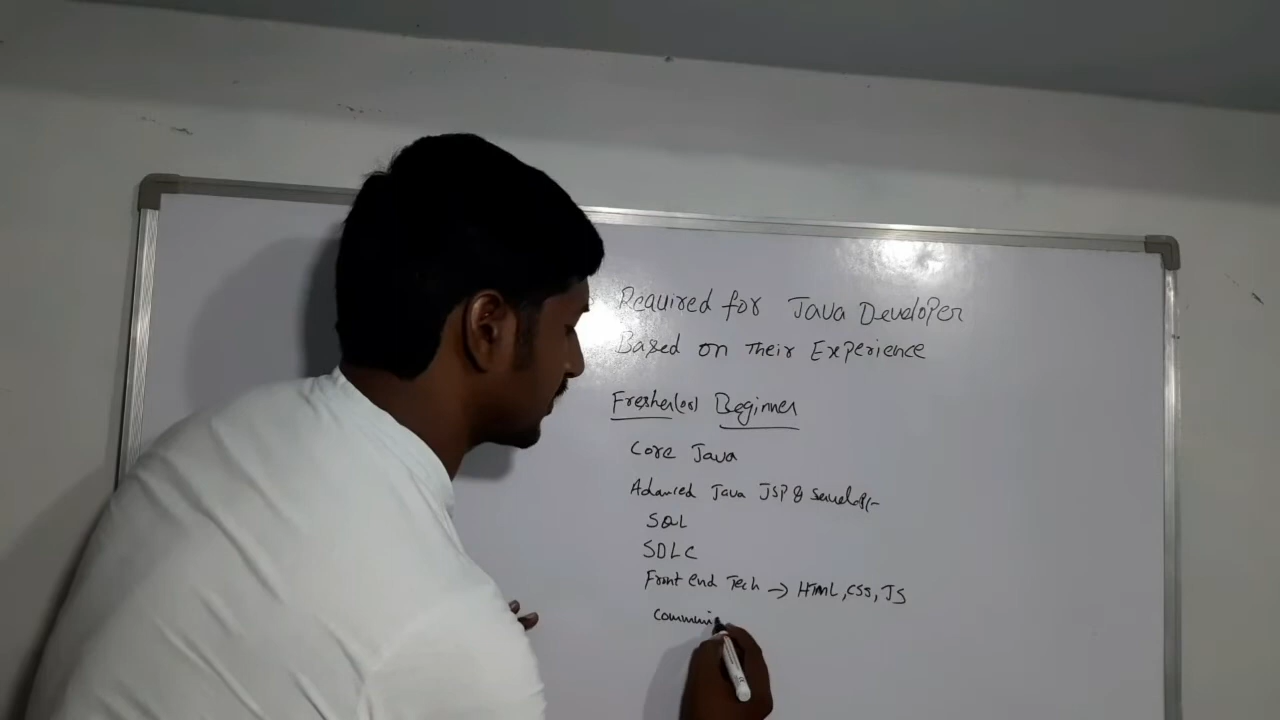 Required for Java Developer
Based on Their Experience
Fresher(or) Beginner
Core Java
Advanced Java JSP &
SQL
SDLC
Front end Tech → HTML, CSS, JS
Communi